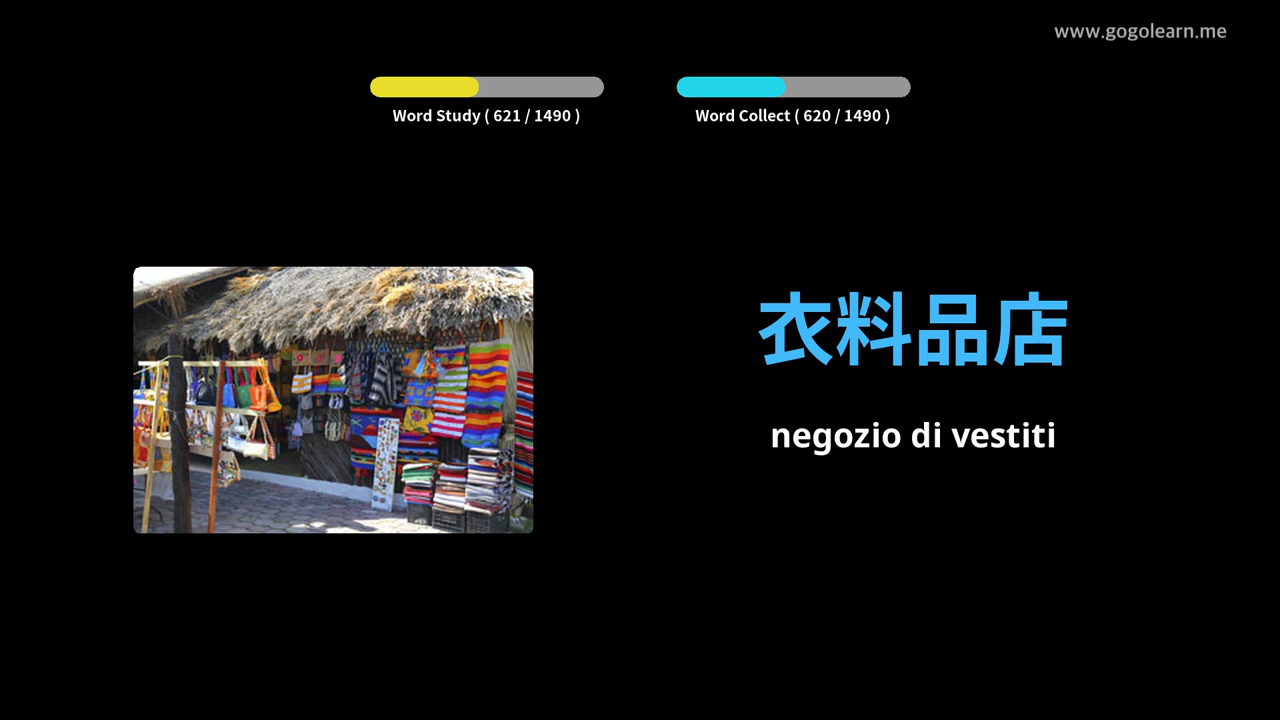 www.gogolearn.me
Word Study ( 621 / 1490 )
Word Collect ( 620 / 1490 )
衣料品店
negozio di vestiti